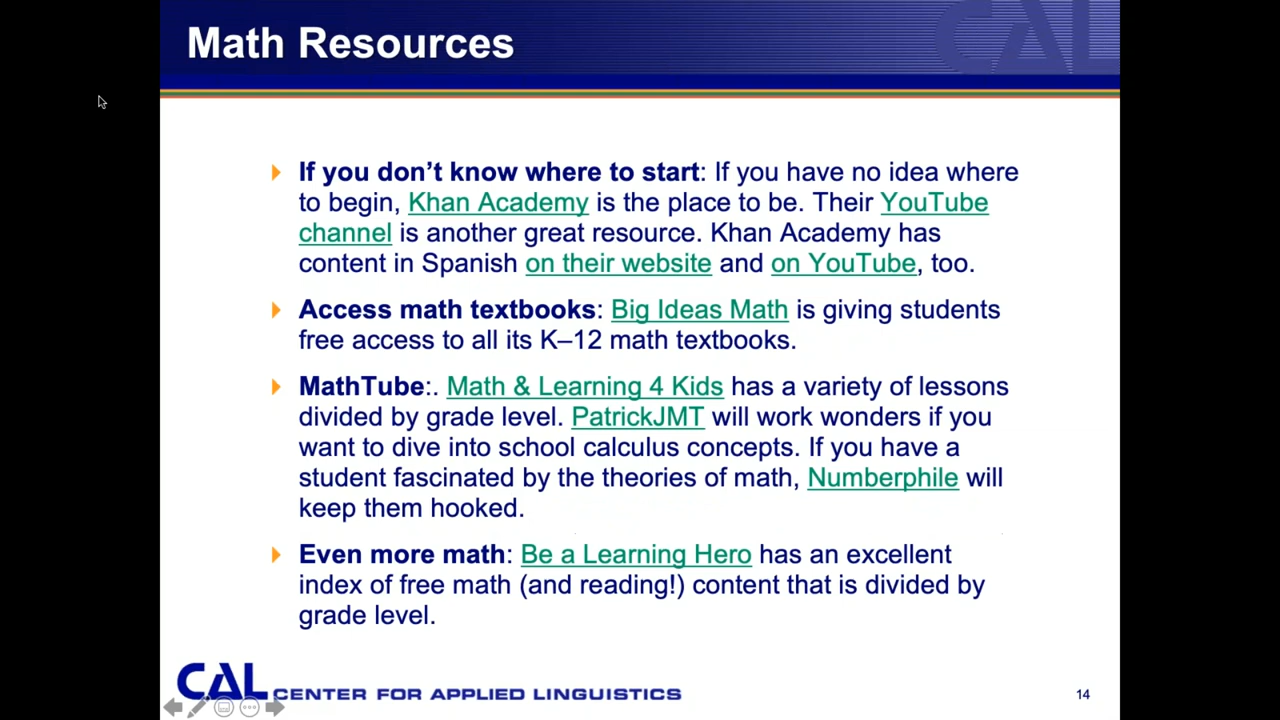 Math Resources
CAL
If you don’t know where to start: If you have no idea where
to begin, Khan Academy is the place to be. Their YouTube
channel is another great resource. Khan Academy has
content in Spanish on their website and on YouTube, too.
Access math textbooks: Big Ideas Math is giving students
free access to all its K–12 math textbooks.
MathTube:. Math & Learning 4 Kids has a variety of lessons
divided by grade level. PatrickJMT will work wonders if you
want to dive into school calculus concepts. If you have a
student fascinated by the theories of math, Numberphile will
keep them hooked.
Even more math: Be a Learning Hero has an excellent
index of free math (and reading!) content that is divided by
grade level.
CAL CENTER FOR APPLIED LINGUISTICS
14